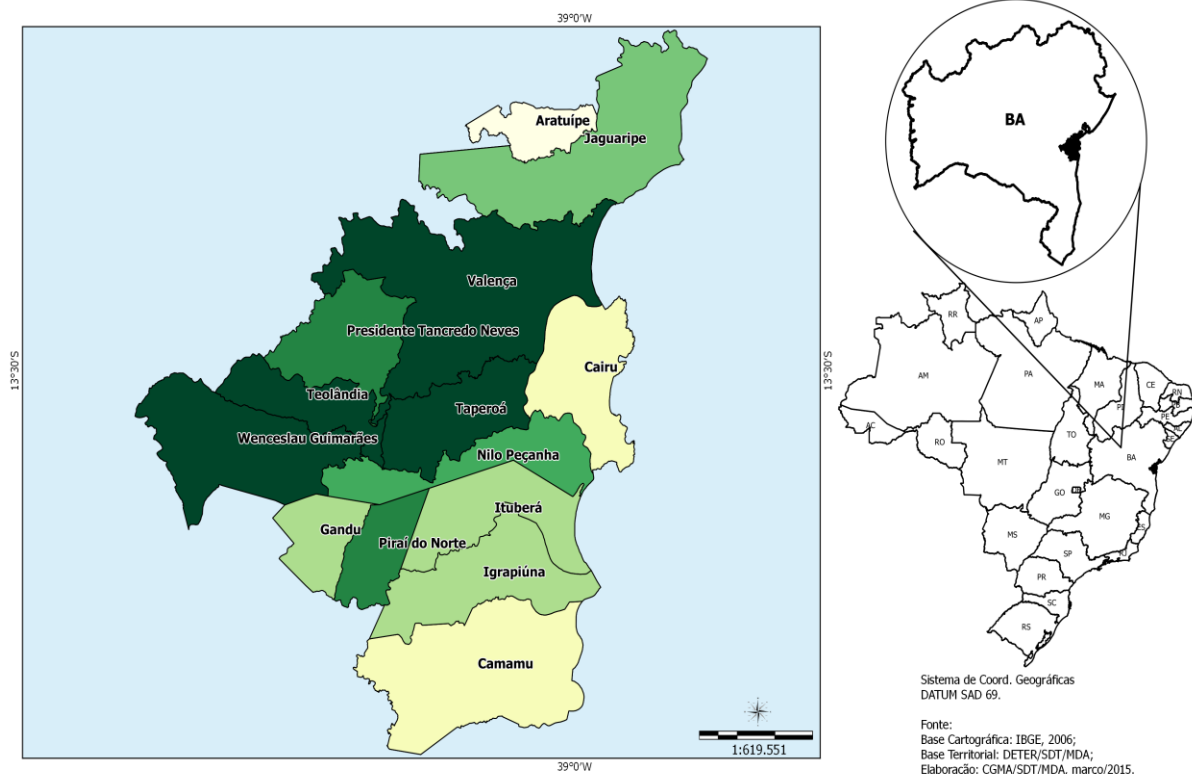 39°0'W
Aratuípe
Jaguaripe
Valença
Presidente Tancredo Neves
13°30'S
13°30'S
Cairu
Teolândia
Taperoá
Wenceslau Guimarães
Nilo Peçanha
Ituberá
Gandu
Piraí do Norte
Igrapiúna
Camamu
1:619.551
39°0'W
BA
RR
AP
AM
PA
MA
CE
RN
PI
PE
AL
SE
AC
RO
TO
BA
MT
GO
DF
MG
ES
MS
SP
RJ
PR
SC
RS
Sistema de Coord. Geográficas
DATUM SAD 69.
Fonte:
Base Cartográfica: IBGE, 2006;
Base Territorial: DETER/SDT/MDA;
Elaboração: CGMA/SDT/MDA, março/2015.